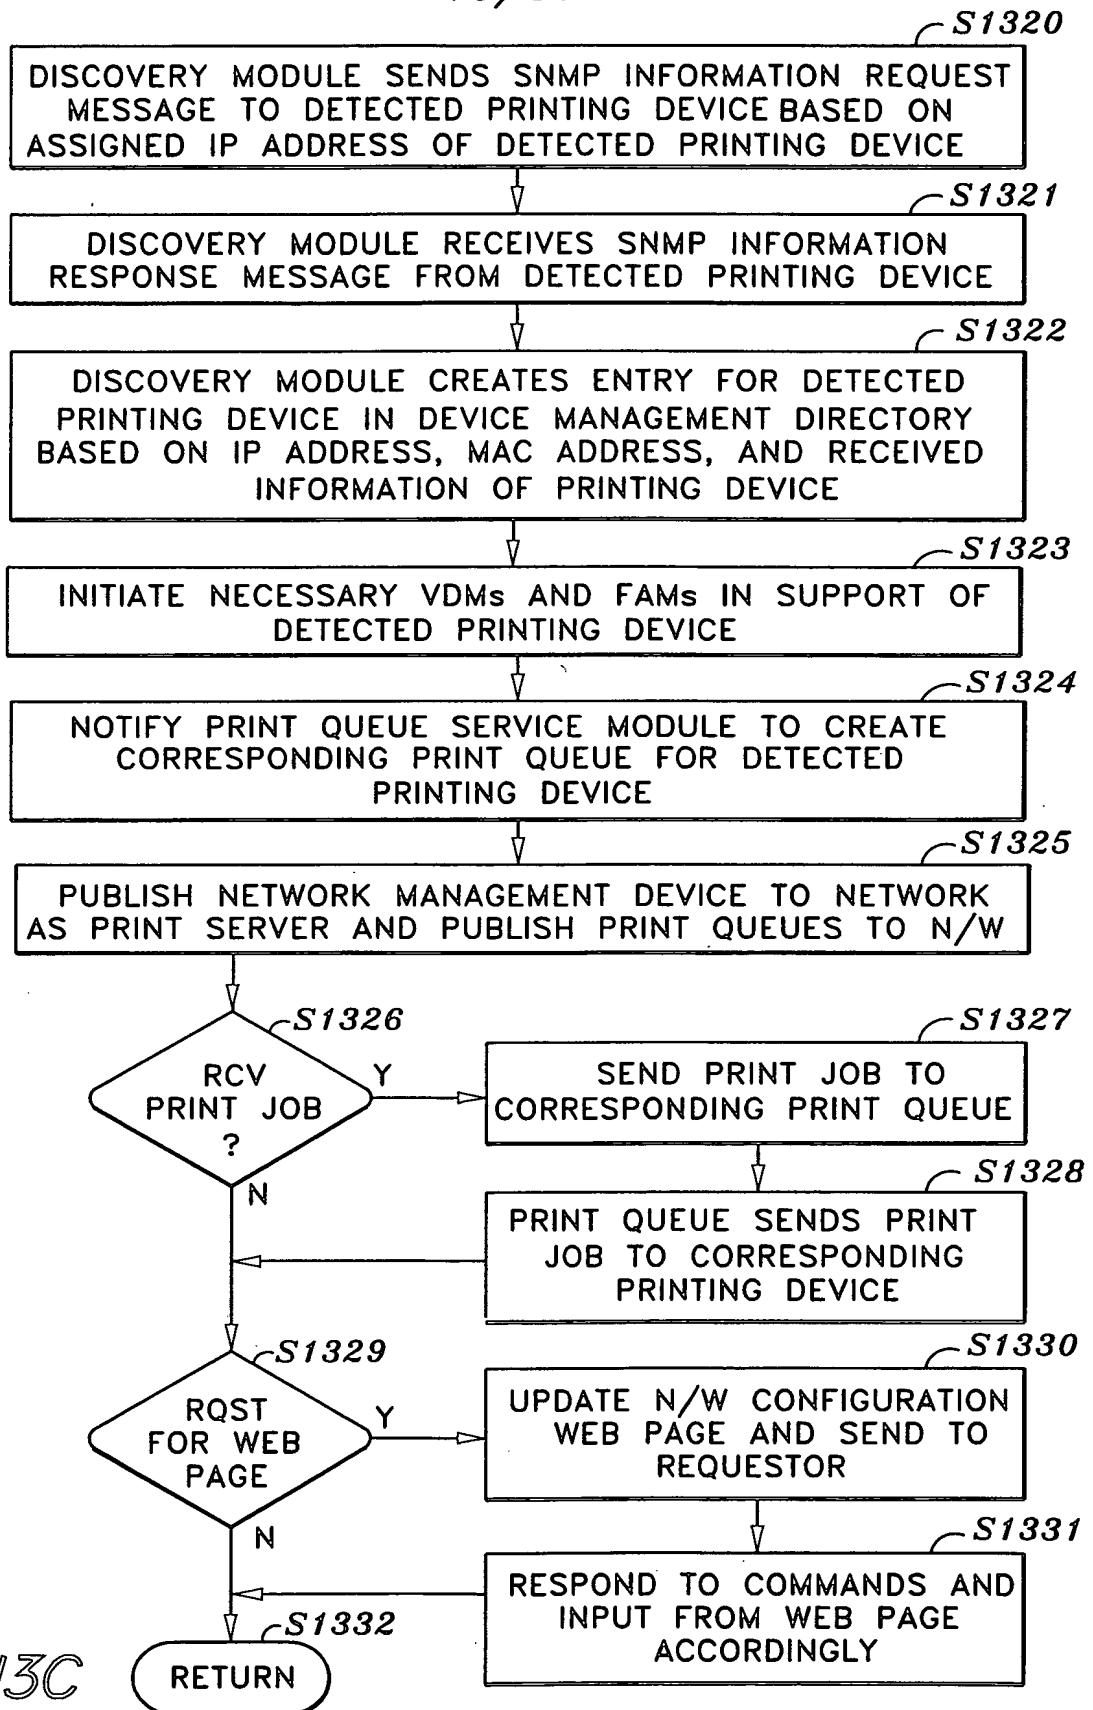 S1320
DISCOVERY MODULE SENDS SNMP INFORMATION REQUEST
MESSAGE TO DETECTED PRINTING DEVICE BASED ON
ASSIGNED IP ADDRESS OF DETECTED PRINTING DEVICE
S1321
DISCOVERY MODULE RECEIVES SNMP INFORMATION
RESPONSE MESSAGE FROM DETECTED PRINTING DEVICE
S1322
DISCOVERY MODULE CREATES ENTRY FOR DETECTED
PRINTING DEVICE IN DEVICE MANAGEMENT DIRECTORY
BASED ON IP ADDRESS, MAC ADDRESS, AND RECEIVED
INFORMATION OF PRINTING DEVICE
S1323
INITIATE NECESSARY VDMs AND FAMs IN SUPPORT OF
DETECTED PRINTING DEVICE
S1324
NOTIFY PRINT QUEUE SERVICE MODULE TO CREATE
CORRESPONDING PRINT QUEUE FOR DETECTED
PRINTING DEVICE
S1325
PUBLISH NETWORK MANAGEMENT DEVICE TO NETWORK
AS PRINT SERVER AND PUBLISH PRINT QUEUES TO N/W
S1326
RCV
PRINT JOB
?
Y
N
S1327
SEND PRINT JOB TO
CORRESPONDING PRINT QUEUE
S1328
PRINT QUEUE SENDS PRINT
JOB TO CORRESPONDING
PRINTING DEVICE
S1329
RQST
FOR WEB
PAGE
Y
N
S1330
UPDATE N/W CONFIGURATION
WEB PAGE AND SEND TO
REQUESTOR
S1331
RESPOND TO COMMANDS AND
INPUT FROM WEB PAGE
ACCORDINGLY
S1332
RETURN
3C